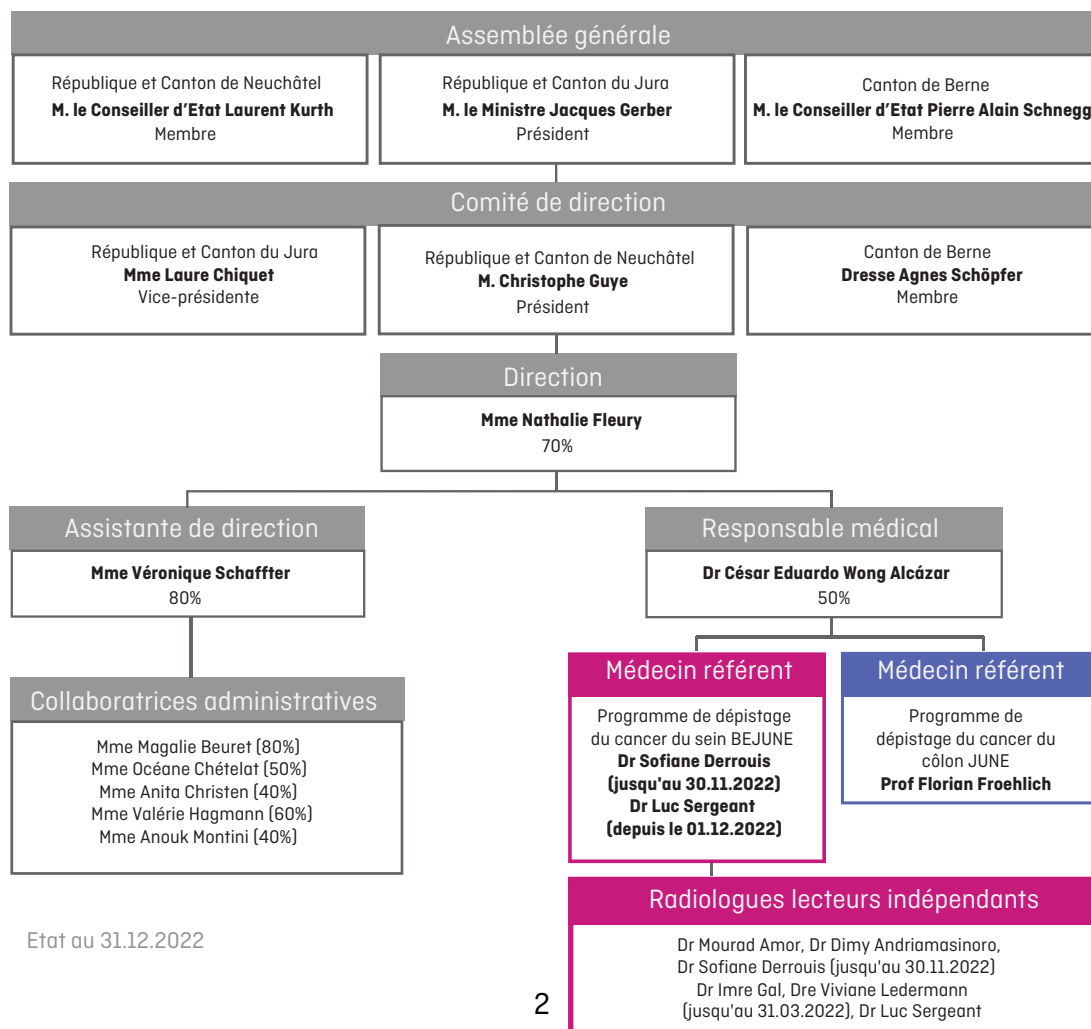 Assemblée générale
République et Canton de Neuchâtel
M. le Conseiller d'Etat Laurent Kurth
Membre
République et Canton du Jura
M. le Ministre Jacques Gerber
Président
Canton de Berne
M. le Conseiller d'Etat Pierre Alain Schnegg
Membre
Comité de direction
République et Canton du Jura
Mme Laure Chiquet
Vice-présidente
République et Canton de Neuchâtel
M. Christophe Guye
Président
Canton de Berne
Dresse Agnes Schöpfer
Membre
Direction
Mme Nathalie Fleury
70%
Assistante de direction
Mme Véronique Schaffter
80%
Responsable médical
Dr César Eduardo Wong Alcázar
50%
Collaboratrices administratives
Mme Magalie Beuret (80%)
Mme Océane Chételat (50%)
Mme Anita Christen (40%)
Mme Valérie Hagmann (60%)
Mme Anouk Montini (40%)
Médecin référent
Programme de dépistage
du cancer du sein BEJUNE
Dr Sofiane Derrouis
(jusqu'au 30.11.2022)
Dr Luc Sergeant
(depuis le 01.12.2022)
Médecin référent
Programme de
dépistage du cancer du
côlon JUNE
Prof Florian Froehlich
Radiologues lecteurs indépendants
Dr Mourad Amor, Dr Dimy Andriamasinoro,
Dr Sofiane Derrouis (jusqu'au 30.11.2022)
Dr Imre Gal, Dre Viviane Ledermann
(jusqu'au 31.03.2022), Dr Luc Sergeant
Etat au 31.12.2022
2